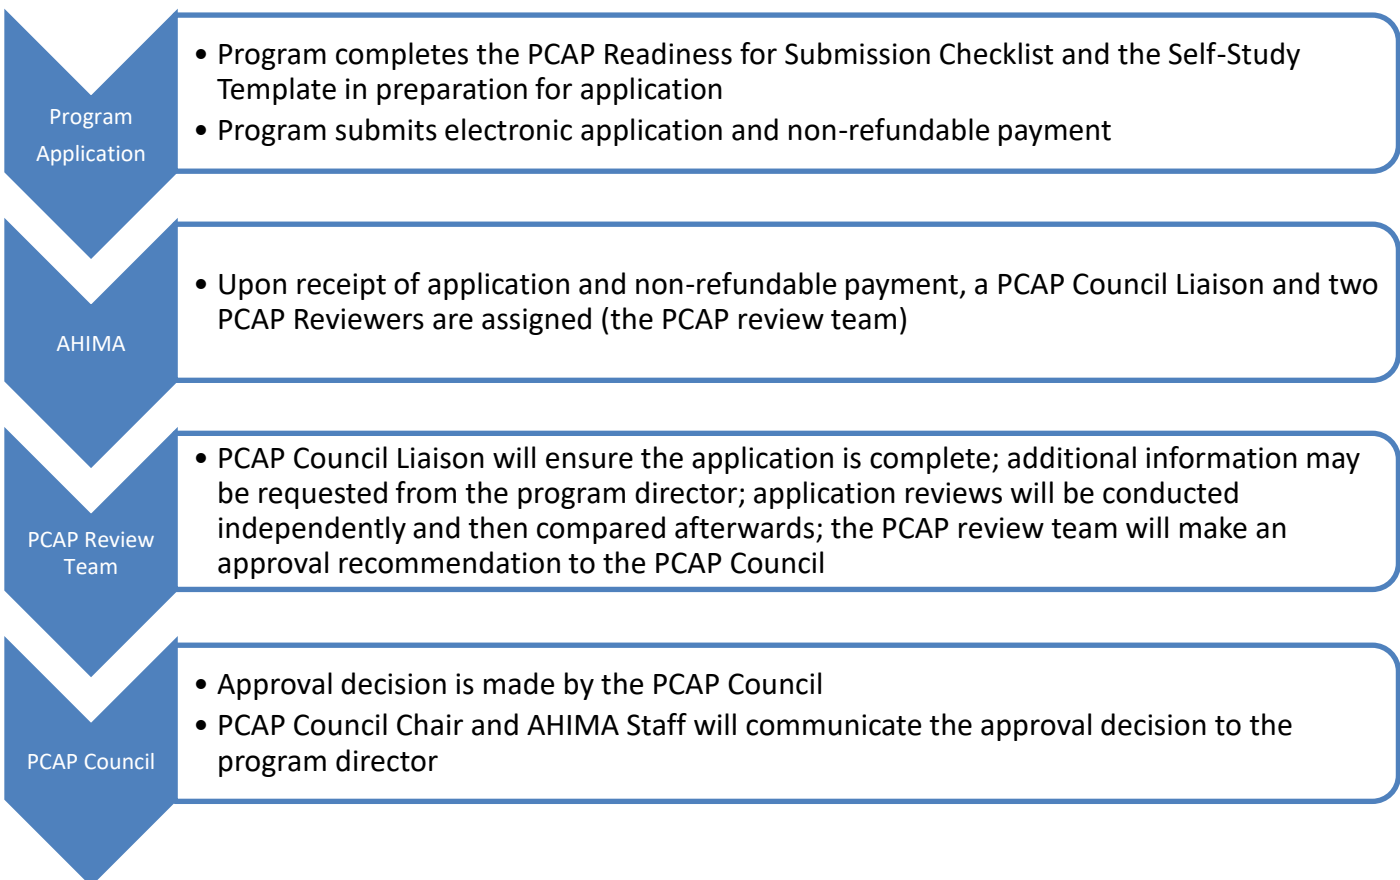 Program
Application
• Program completes the PCAP Readiness for Submission Checklist and the Self-Study
Template in preparation for application
• Program submits electronic application and non-refundable payment
AHIMA
• Upon receipt of application and non-refundable payment, a PCAP Council Liaison and two
PCAP Reviewers are assigned (the PCAP review team)
PCAP Review
Team
• PCAP Council Liaison will ensure the application is complete; additional information may
be requested from the program director; application reviews will be conducted
independently and then compared afterwards; the PCAP review team will make an
approval recommendation to the PCAP Council
PCAP Council
• Approval decision is made by the PCAP Council
• PCAP Council Chair and AHIMA Staff will communicate the approval decision to the
program director